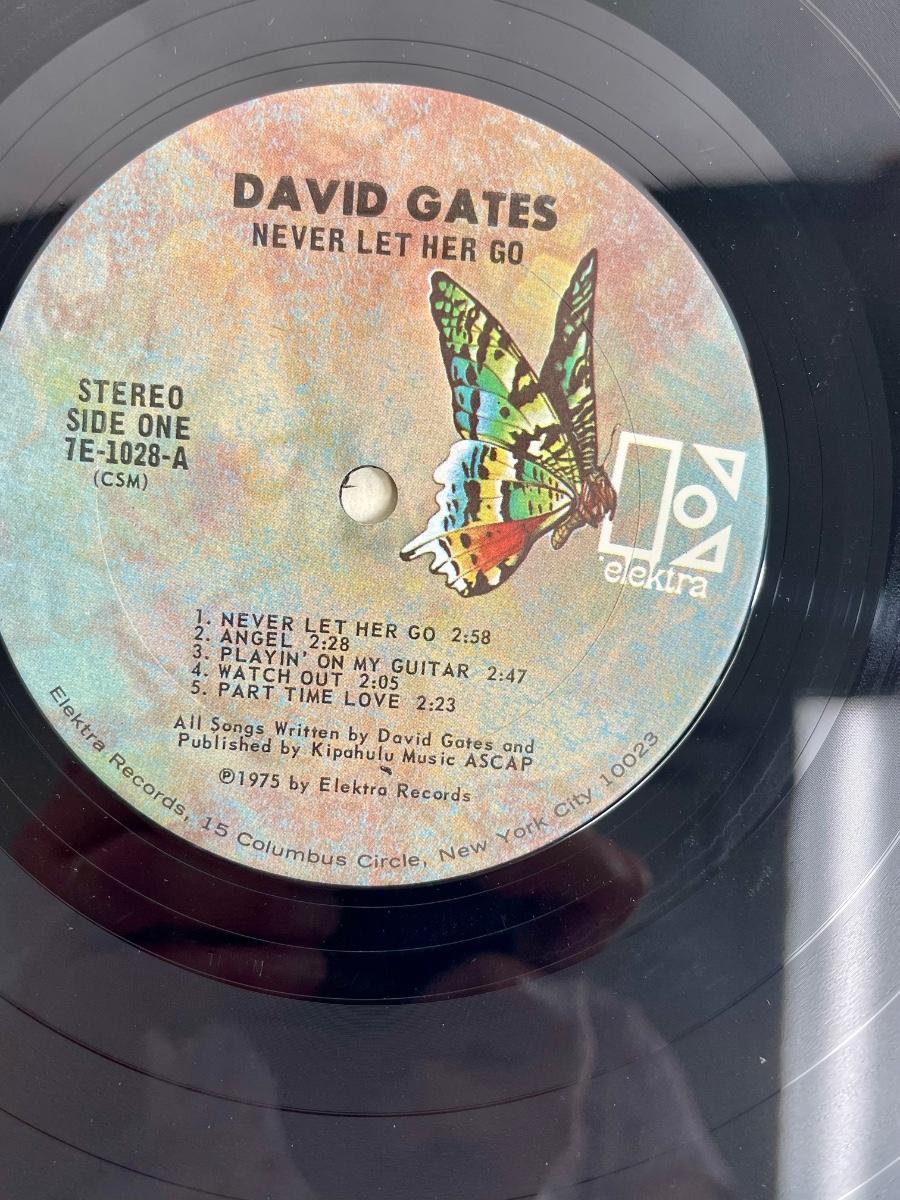 DAVID GATES
NEVER LET HER GO
STEREO
SIDE ONE
7E-1028-A
(CSM)
elektra
1. NEVER LET HER GO 2:58
2. ANGEL 2:28
3. PLAYIN' ON MY GUITAR 2:47
4. WATCH OUT 2:05
5. PART TIME LOVE 2:23
All Songs Written by David Gates and
Published by Kipahulu Music ASCAP
℗1975 by Elektra Records
Elektra Records, 15 Columbus Circle, New York City 10023